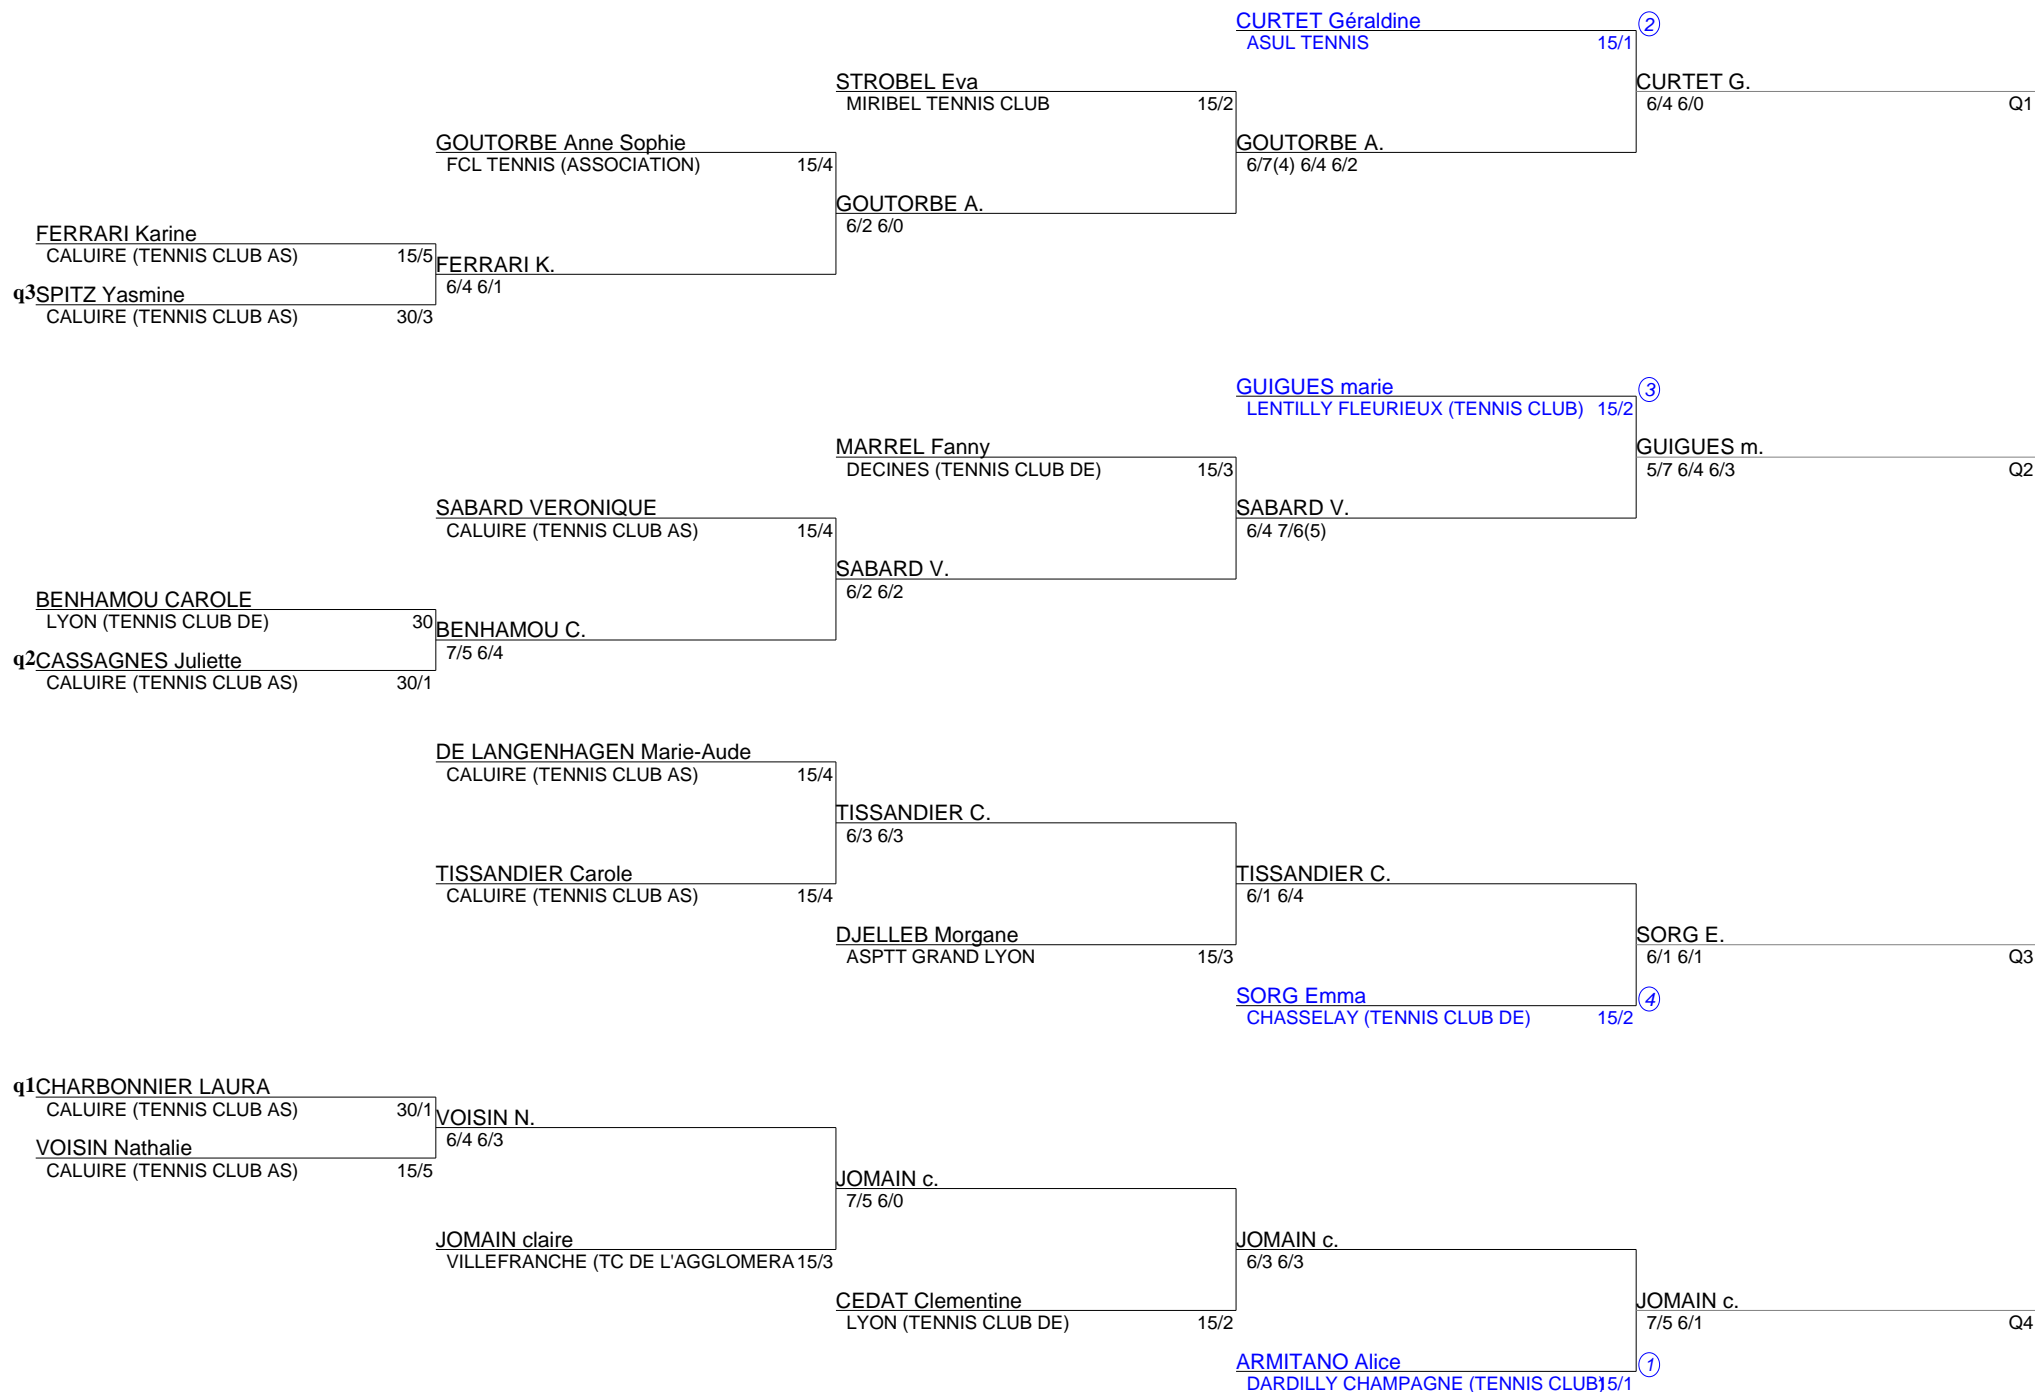 CURTET Géraldine 2
ASUL TENNIS 15/1
STROBEL Eva CURTET G.
MIRIBEL TENNIS CLUB 15/2 6/4 6/0 Q1
GOUTORBE Anne Sophie GOUTORBE A.
FCL TENNIS (ASSOCIATION) 15/4 6/7(4) 6/4 6/2
GOUTORBE A.
6/2 6/0
FERRARI Karine
CALUIRE (TENNIS CLUB AS) 15/5
FERRARI K.
6/4 6/1
q3 SPITZ Yasmine
CALUIRE (TENNIS CLUB AS) 30/3
GUIGUES marie 3
LENTILLY FLEURIEUX (TENNIS CLUB) 15/2
MARREL Fanny GUIGUES m.
DECINES (TENNIS CLUB DE) 15/3 5/7 6/4 6/3 Q2
SABARD VERONIQUE SABARD V.
CALUIRE (TENNIS CLUB AS) 15/4 6/4 7/6(5)
SABARD V.
6/2 6/2
BENHAMOU CAROLE
LYON (TENNIS CLUB DE) 30
BENHAMOU C.
7/5 6/4
q2 CASSAGNES Juliette
CALUIRE (TENNIS CLUB AS) 30/1
DE LANGENHAGEN Marie-Aude
CALUIRE (TENNIS CLUB AS) 15/4
TISSANDIER C.
6/3 6/3
TISSANDIER Carole TISSANDIER C.
CALUIRE (TENNIS CLUB AS) 15/4 6/1 6/4
DJELLEB Morgane SORG E.
ASPTT GRAND LYON 15/3 6/1 6/1 Q3
SORG Emma 4
CHASSELAY (TENNIS CLUB DE) 15/2
q1 CHARBONNIER LAURA
CALUIRE (TENNIS CLUB AS) 30/1
VOISIN N.
6/4 6/3
VOISIN Nathalie
CALUIRE (TENNIS CLUB AS) 15/5
JOMAIN c.
7/5 6/0
JOMAIN claire JOMAIN c.
VILLEFRANCHE (TC DE L'AGGLOMERA 15/3 6/3 6/3
CEDAT Clementine JOMAIN c.
LYON (TENNIS CLUB DE) 15/2 7/5 6/1 Q4
ARMITANO Alice 1
DARDILLY CHAMPAGNE (TENNIS CLUB) 15/1